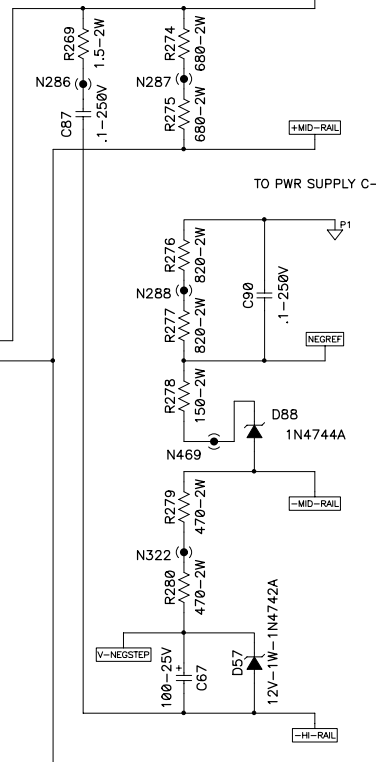 R269
1.5-2W
N286
C87
.1-250V
R274
680-2W
N287
R275
680-2W
+MID-RAIL
TO PWR SUPPLY C-
P1
R276
820-2W
N288
R277
820-2W
C90
.1-250V
NEGREF
R278
150-2W
D88
1N4744A
N469
-MID-RAIL
R279
470-2W
N322
R280
470-2W
V-NEGSTEP
100-25V
+
C67
D57
12V-1W-1N4742A
-HI-RAIL